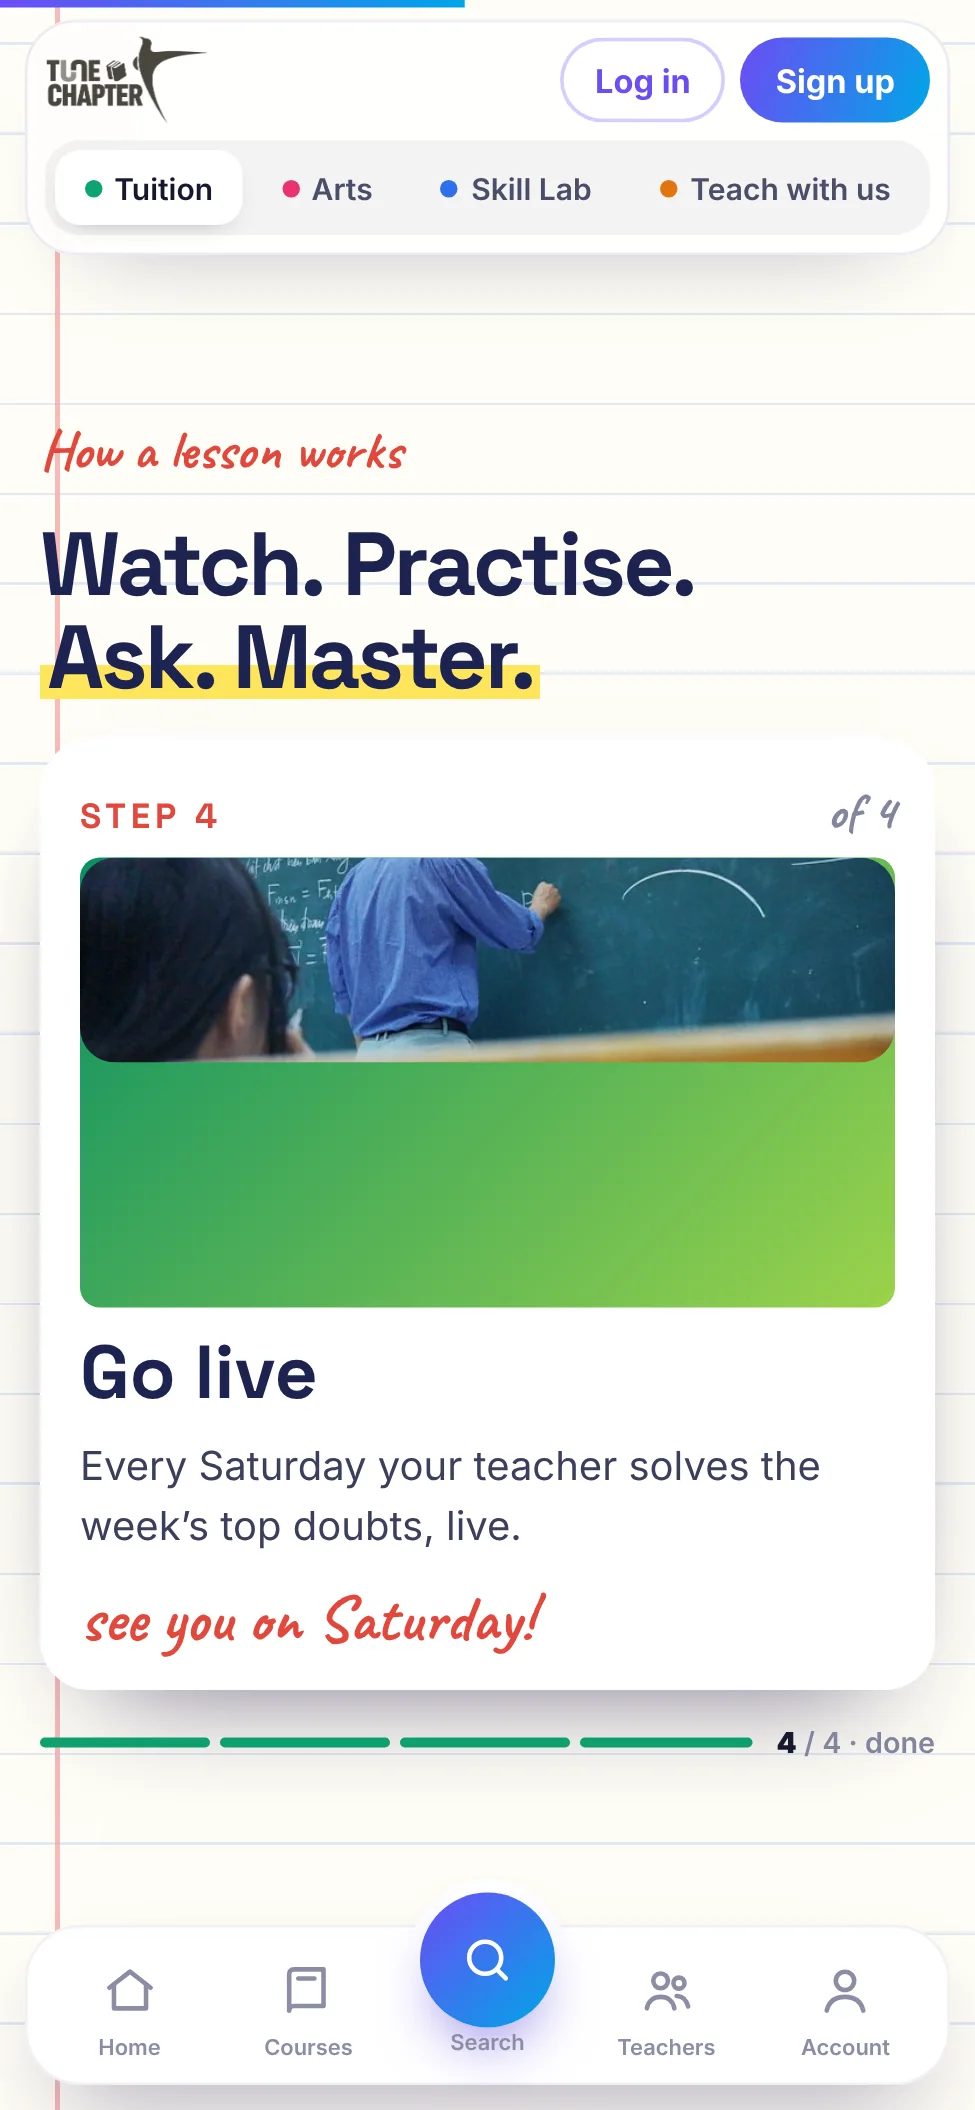 TUNE
CHAPTER
Log in
Sign up
Tuition
Arts
Skill Lab
Teach with us
How a lesson works
Watch. Practise.
Ask. Master.
STEP 4
of 4
Go live
Every Saturday your teacher solves the
week’s top doubts, live.
see you on Saturday!
4 / 4 · done
Home
Courses
Search
Teachers
Account